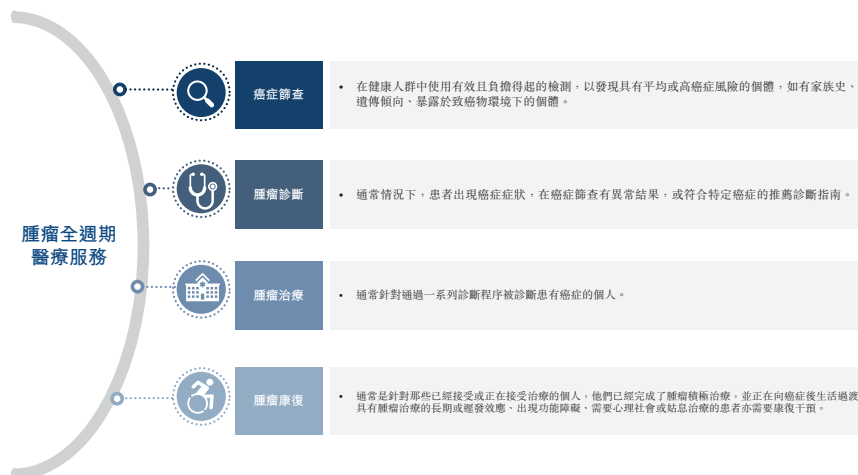 腫瘤全週期
醫療服務
癌症篩查
• 在健康人群中使用有效且負擔得起的檢測，以發現具有平均或高癌症風險的個體，如有家族史、
遺傳傾向、暴露於致癌物環境下的個體。
腫瘤診斷
• 通常情況下，患者出現癌症症狀，在癌症篩查有異常結果，或符合特定癌症的推薦診斷指南。
腫瘤治療
• 通常針對通過一系列診斷程序被診斷患有癌症的個人。
腫瘤康復
• 通常是針對那些已經接受或正在接受治療的個人，他們已經完成了腫瘤積極治療，並正在向癌症後生活過渡
具有腫瘤治療的長期或遲發效應、出現功能障礙、需要心理社會或姑息治療的患者亦需要康復干預。